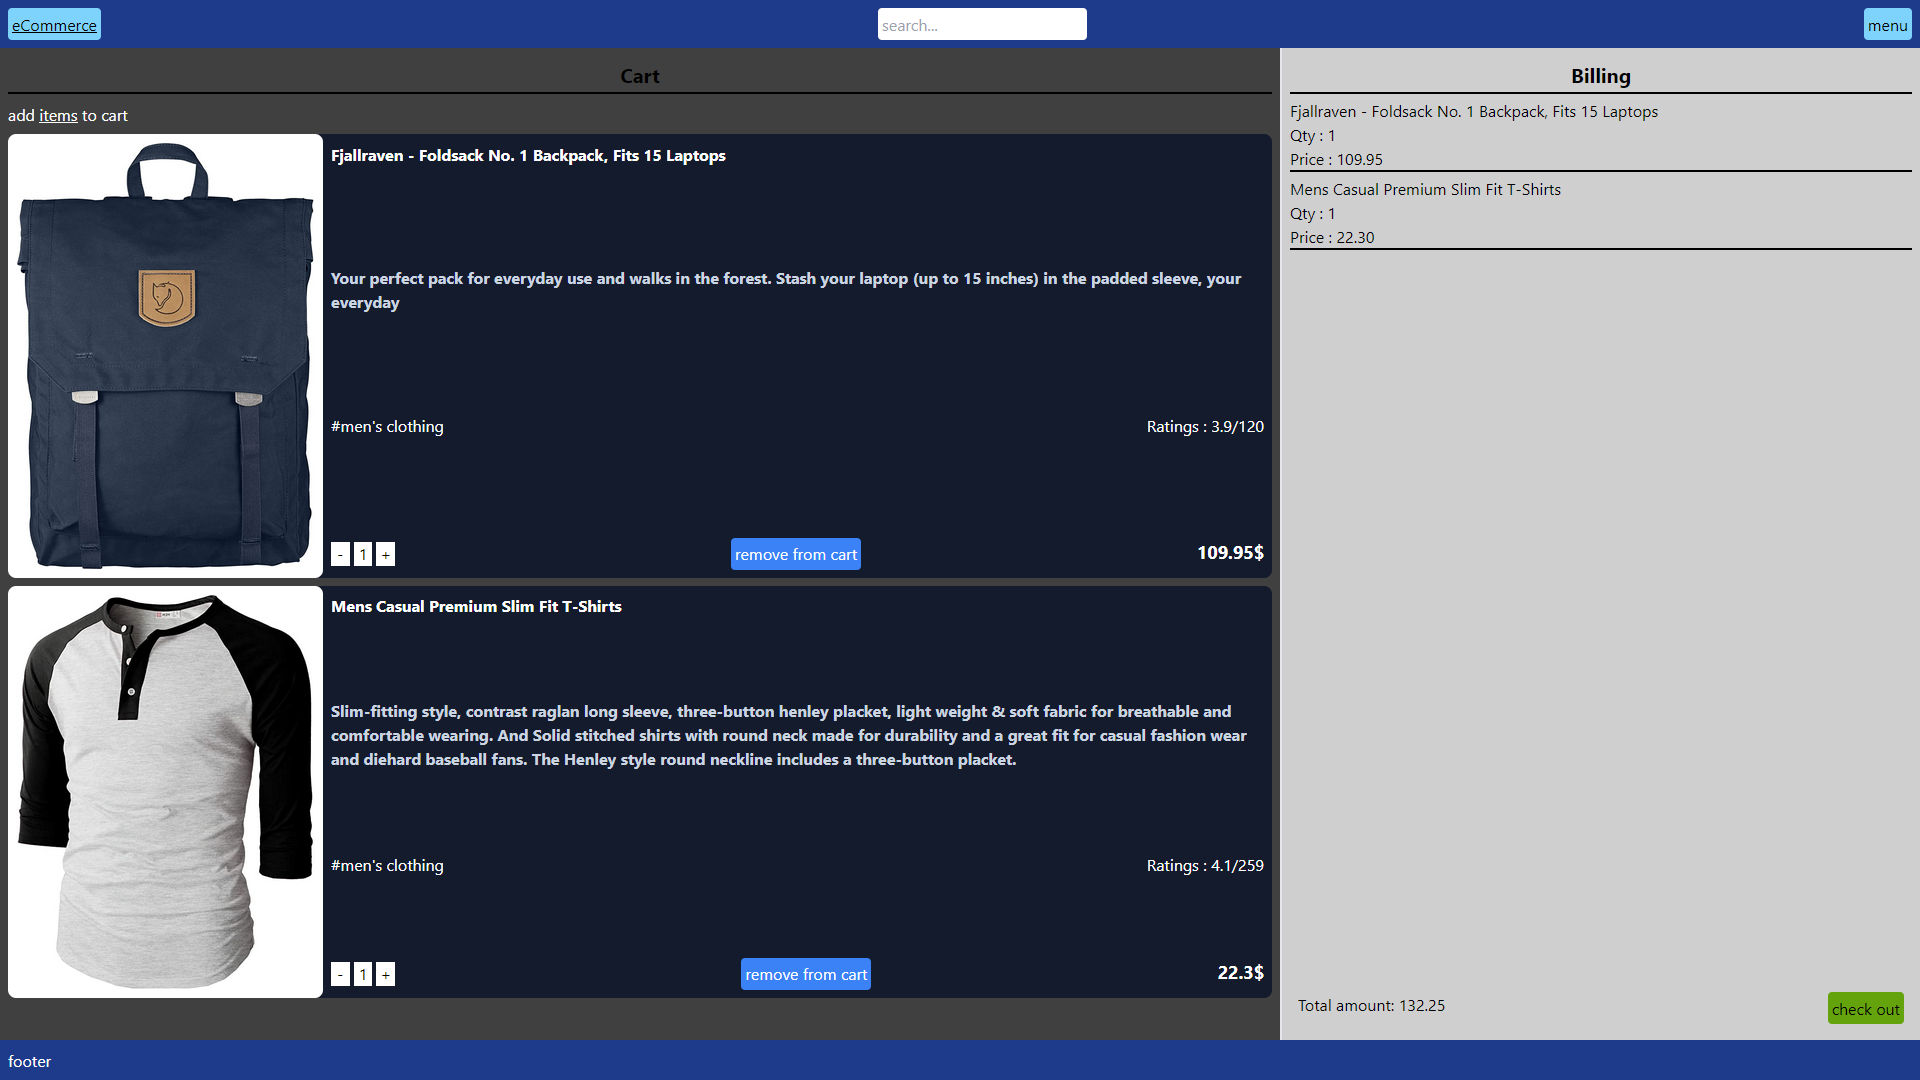 eCommerce
search...
menu
Cart
add items to cart
Fjallraven - Foldsack No. 1 Backpack, Fits 15 Laptops
Your perfect pack for everyday use and walks in the forest. Stash your laptop (up to 15 inches) in the padded sleeve, your
everyday
#men's clothing
Ratings : 3.9/120
- 1 +
remove from cart
109.95$
Mens Casual Premium Slim Fit T-Shirts
Slim-fitting style, contrast raglan long sleeve, three-button henley placket, light weight & soft fabric for breathable and
comfortable wearing. And Solid stitched shirts with round neck made for durability and a great fit for casual fashion wear
and diehard baseball fans. The Henley style round neckline includes a three-button placket.
#men's clothing
Ratings : 4.1/259
- 1 +
remove from cart
22.3$
Billing
Fjallraven - Foldsack No. 1 Backpack, Fits 15 Laptops
Qty : 1
Price : 109.95
Mens Casual Premium Slim Fit T-Shirts
Qty : 1
Price : 22.30
Total amount: 132.25
check out
footer